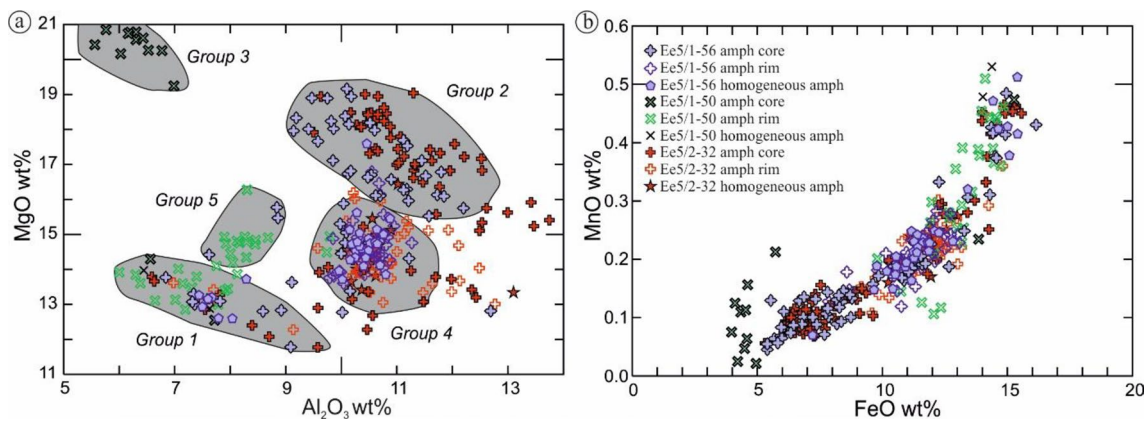 a
21
19
17
15
13
11
MgO wt%
Group 3
Group 2
Group 5
Group 1
Group 4
5
7
9
11
13
Al₂O₃ wt%
b
0.6
0.5
0.4
0.3
0.2
0.1
0.0
MnO wt%
Ee5/1-56 amph core
Ee5/1-56 amph rim
Ee5/1-56 homogeneous amph
Ee5/1-50 amph core
Ee5/1-50 amph rim
Ee5/1-50 homogeneous amph
Ee5/2-32 amph core
Ee5/2-32 amph rim
Ee5/2-32 homogeneous amph
0
5
10
15
20
FeO wt%